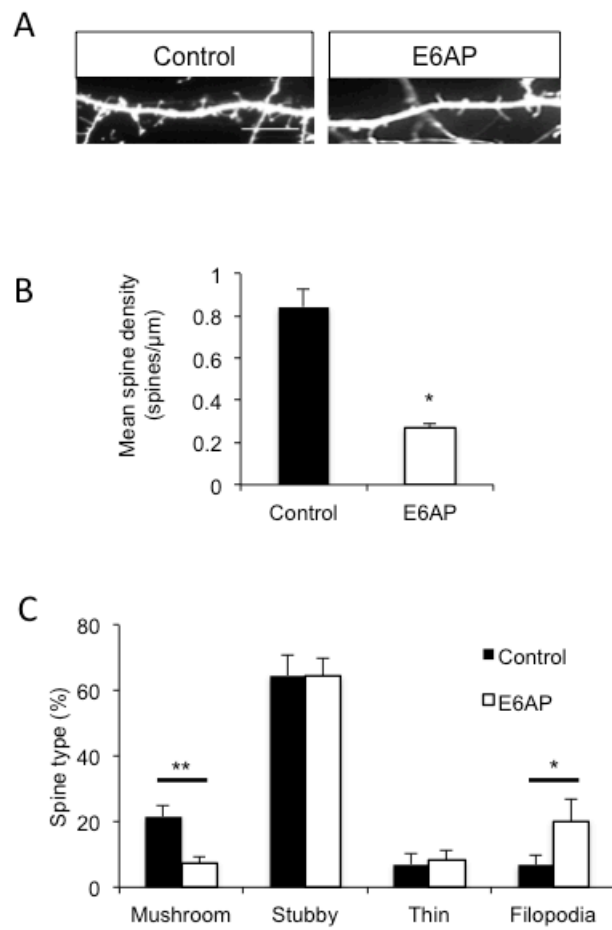 A
Control E6AP
B
Mean spine density
(spines/µm)
1
0.8
0.6
0.4
0.2
0
*
Control E6AP
C
Spine type (%)
80
60
40
20
0
Control
E6AP
** *
Mushroom Stubby Thin Filopodia